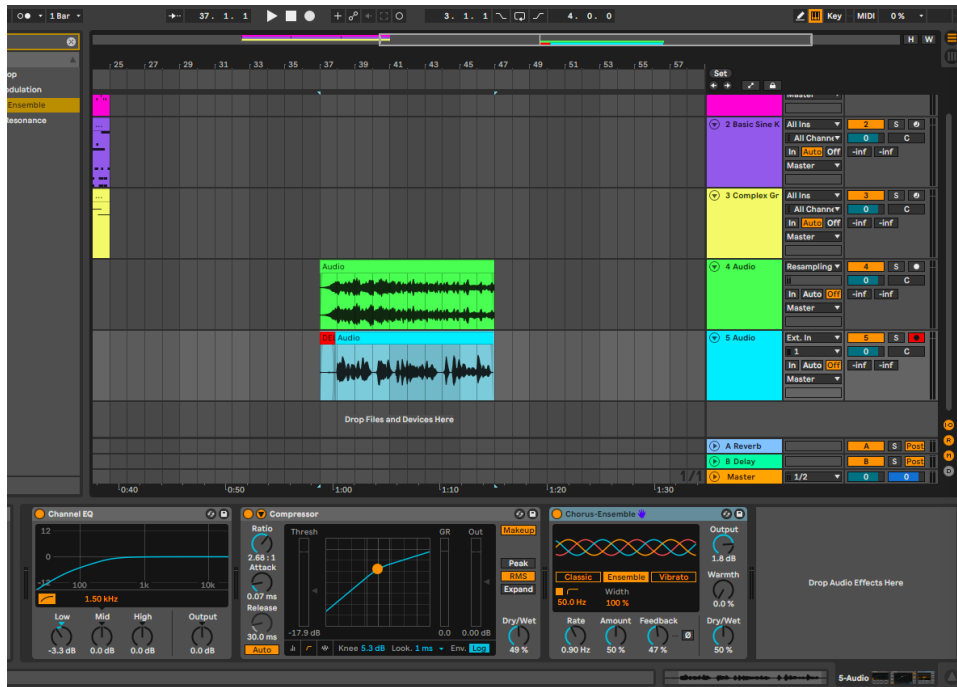 1 Bar
37. 1. 1
3. 1. 1
4. 0. 0
Key
MIDI
0 %
H W
25 27 29 31 33 35 37 39 41 43 45 47 49 51 53 55 57
Set
op
odulation
Ensemble
esonance
Master
2 Basic Sine K
All Ins
2
S
All Channe
0
C
In Auto Off
-inf -inf
Master
3 Complex Gr
All Ins
3
S
All Channe
0
C
In Auto Off
-inf -inf
Master
Audio
4 Audio
Resampling
4
S
0
C
In Auto Off
-inf -inf
Master
Audio
5 Audio
Ext. In
5
S
1
0
C
In Auto Off
-inf -inf
Master
Drop Files and Devices Here
A Reverb
A
S
Post
B Delay
B
S
Post
1/1
Master
1/2
0
0
0:40 0:50 1:00 1:10 1:20 1:30
Channel EQ
12
0
-12
100 1k 10k
1.50 kHz
Low Mid High Output
-3.3 dB 0.0 dB 0.0 dB 0.0 dB
Compressor
Ratio
2.68 : 1
Attack
0.07 ms
Release
30.0 ms
Auto
Thresh
GR
Out
-17.9 dB
0.0
0.00 dB
Knee 5.3 dB Look. 1 ms Env. Log
Makeup
Peak
RMS
Expand
Dry/Wet
49 %
Chorus-Ensemble
Classic Ensemble Vibrato
Width
50.0 Hz 100 %
Rate Amount Feedback
Ø
0.90 Hz 50 % 47 %
Output
1.8 dB
Warmth
0.0 %
Dry/Wet
50 %
Drop Audio Effects Here
5-Audio